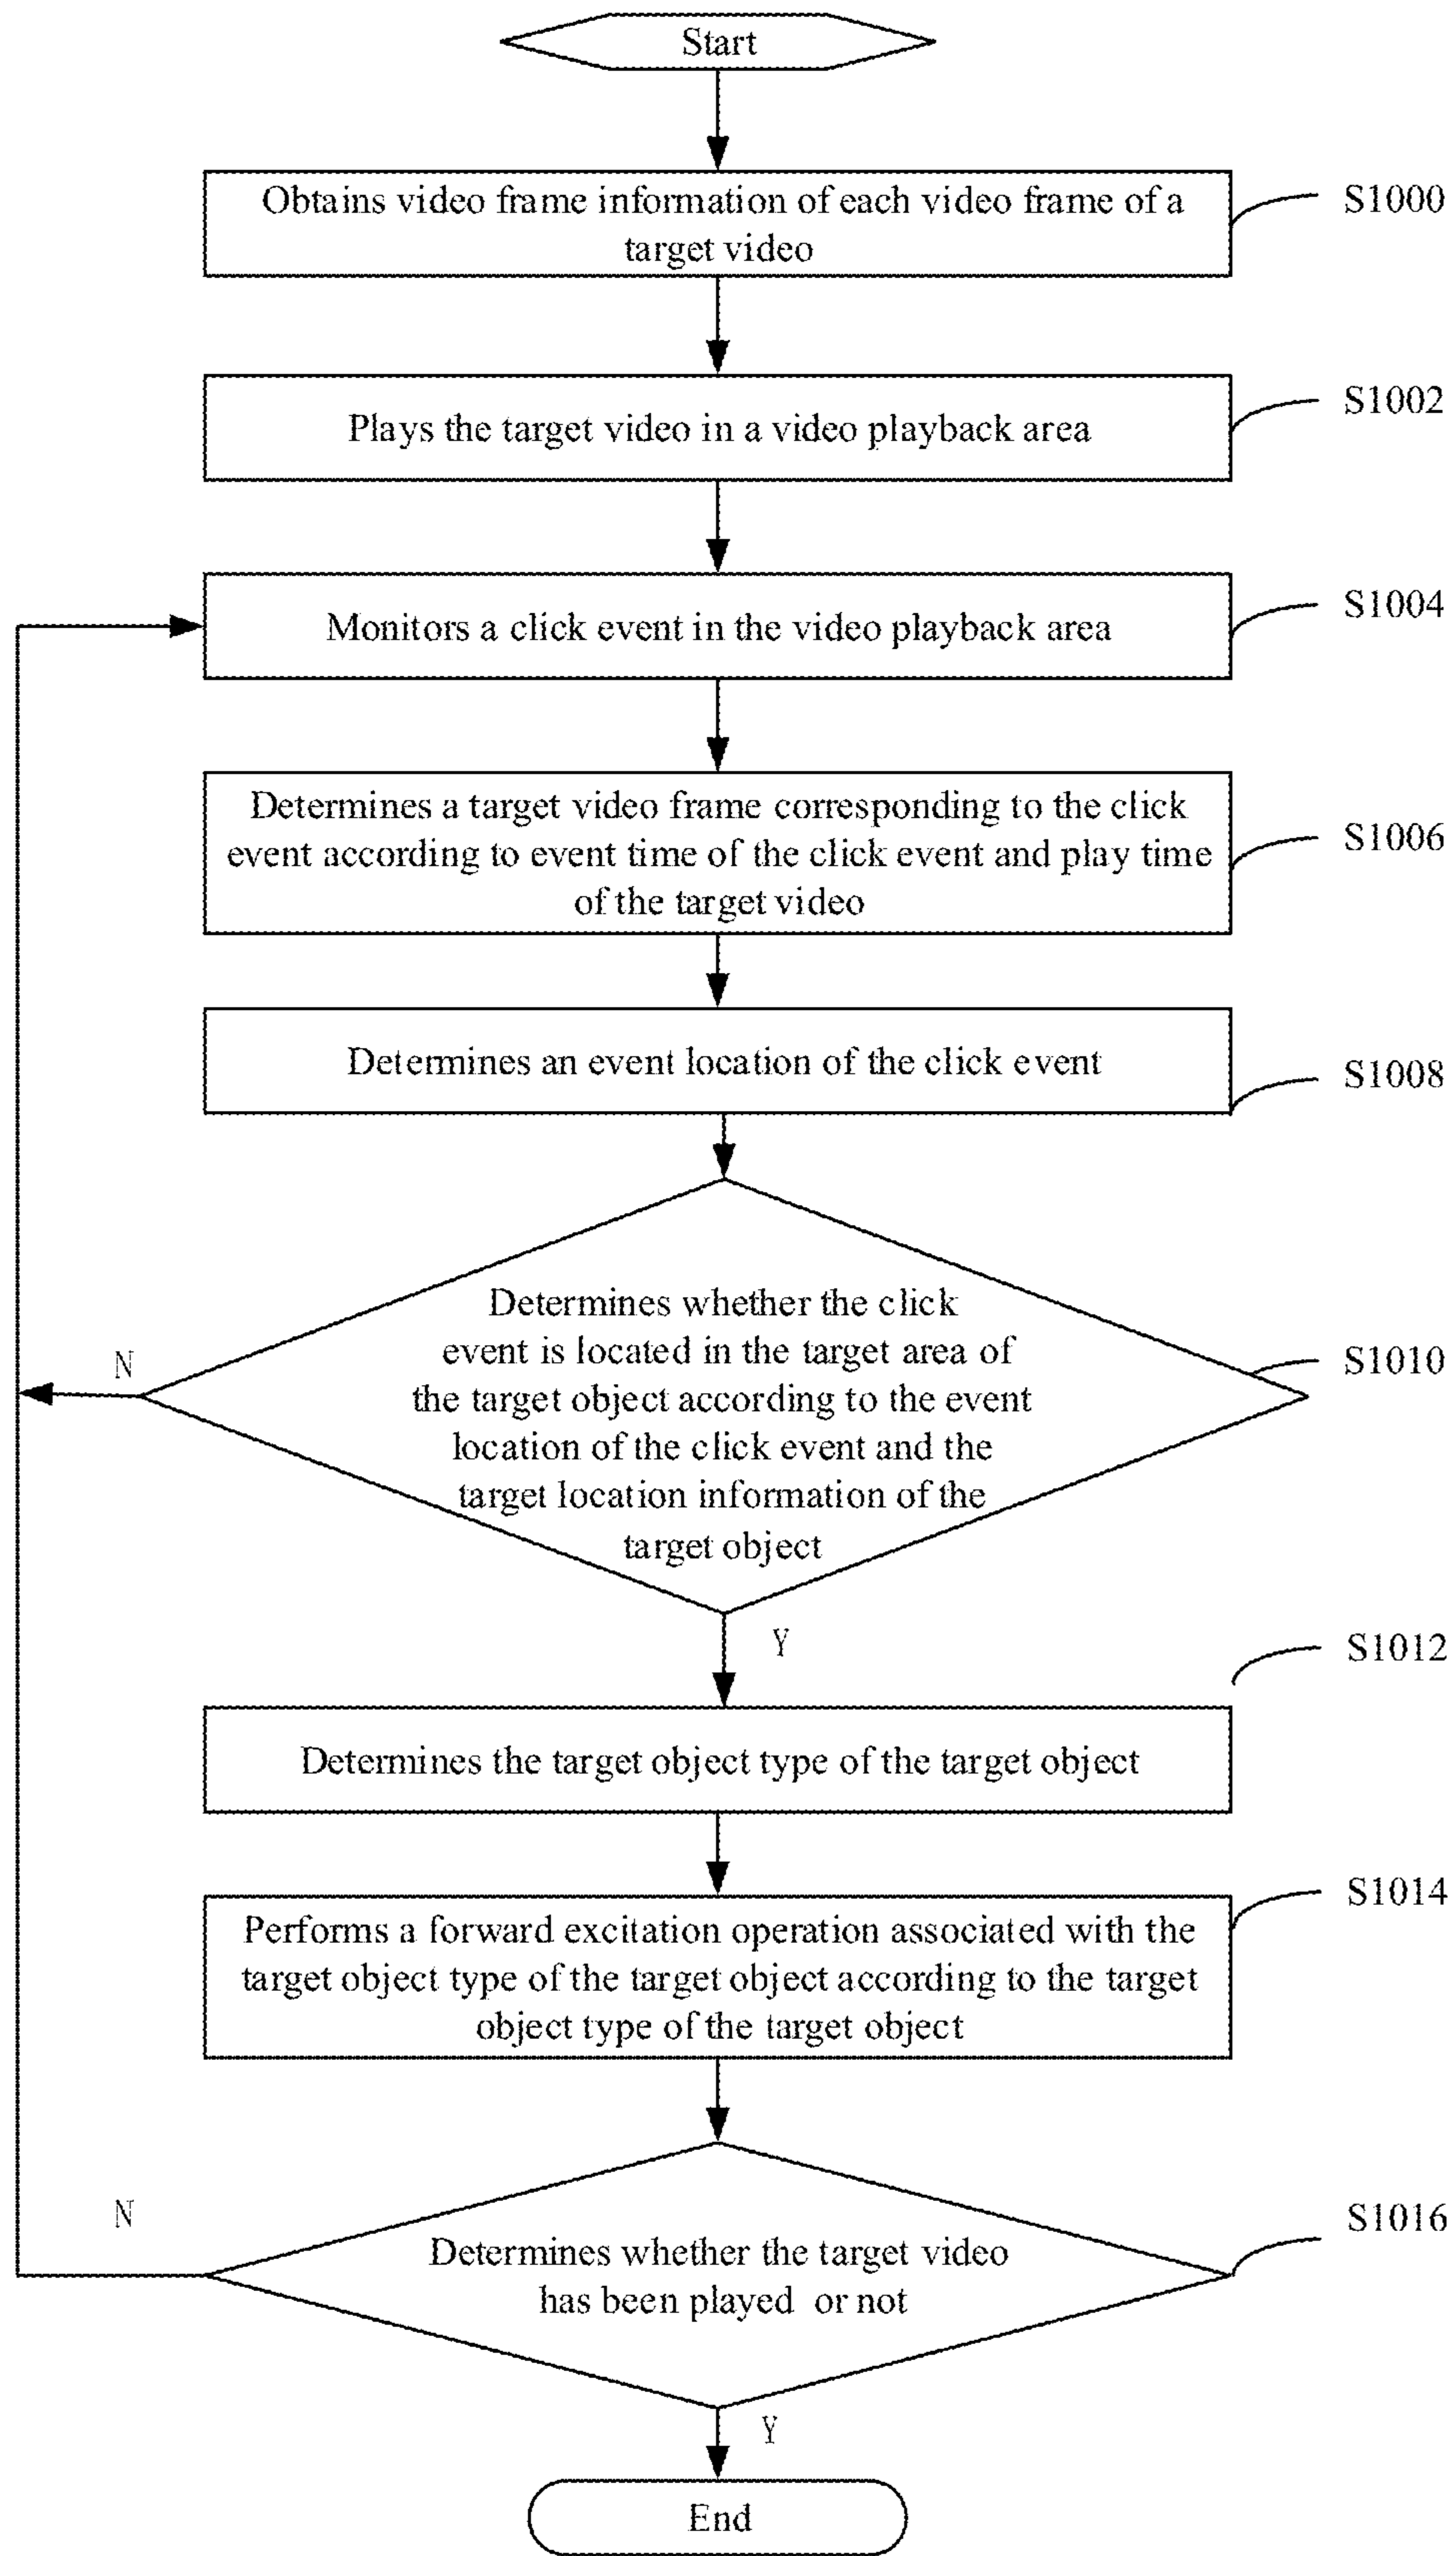 Start
Obtains video frame information of each video frame of a
target video
S1000
Plays the target video in a video playback area
S1002
Monitors a click event in the video playback area
S1004
Determines a target video frame corresponding to the click
event according to event time of the click event and play time
of the target video
S1006
Determines an event location of the click event
S1008
Determines whether the click
event is located in the target area of
the target object according to the event
location of the click event and the
target location information of the
target object
N
S1010
Y
S1012
Determines the target object type of the target object
S1014
Performs a forward excitation operation associated with the
target object type of the target object according to the target
object type of the target object
N
S1016
Determines whether the target video
has been played or not
Y
End